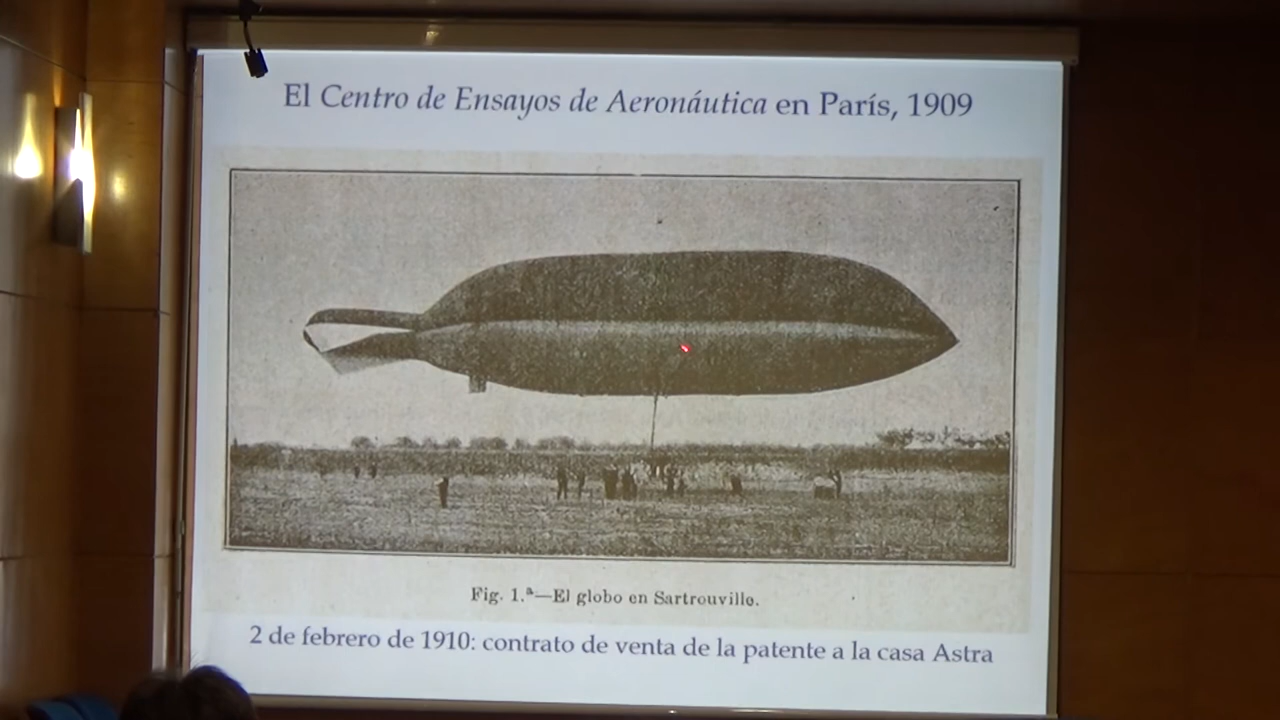 El Centro de Ensayos de Aeronáutica en París, 1909
Fig. 1.ª—El globo en Sartrouville.
2 de febrero de 1910: contrato de venta de la patente a la casa Astra